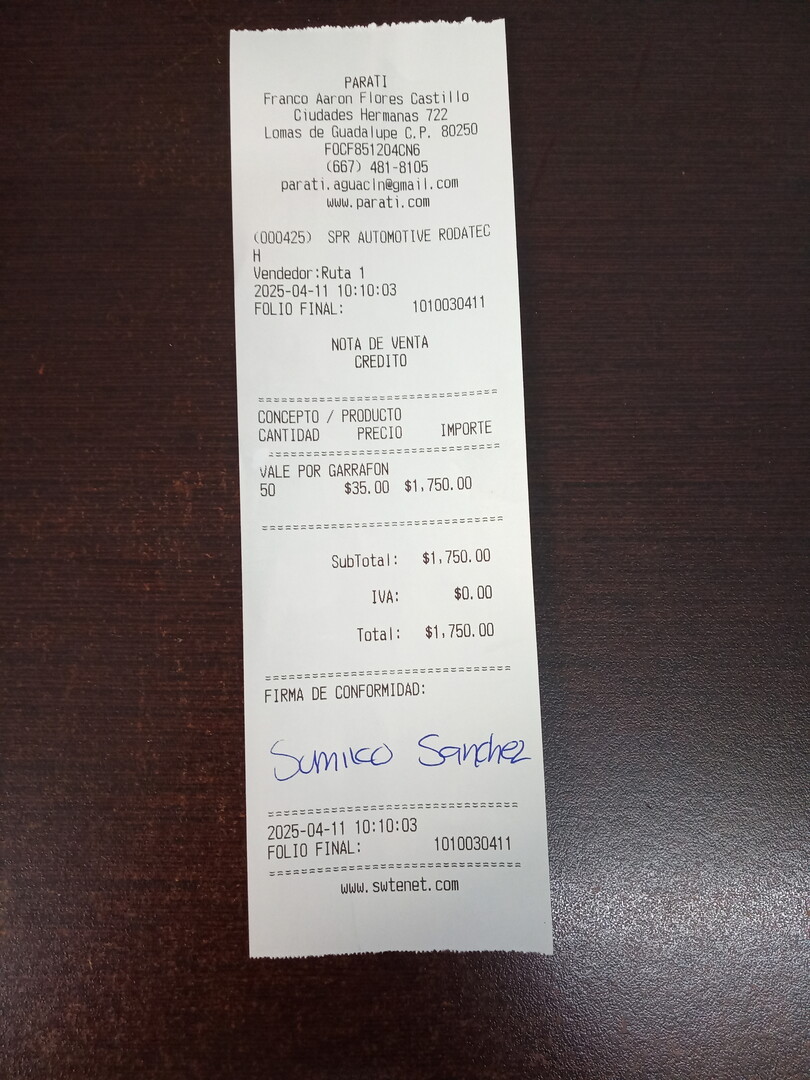 PARATI
Franco Aaron Flores Castillo
Ciudades Hermanas 722
Lomas de Guadalupe C.P. 80250
FOCF851204CN6
(667) 481-8105
parati.aguacln@gmail.com
www.parati.com
(000425) SPR AUTOMOTIVE RODATEC
H
Vendedor:Ruta 1
2025-04-11 10:10:03
FOLIO FINAL: 1010030411
NOTA DE VENTA
CREDITO
==============================
CONCEPTO / PRODUCTO
CANTIDAD PRECIO IMPORTE
==============================
VALE POR GARRAFON
50 $35.00 $1,750.00
==============================
SubTotal: $1,750.00
IVA: $0.00
Total: $1,750.00
==============================
FIRMA DE CONFORMIDAD:
Sumiko Sanchez
==============================
2025-04-11 10:10:03
FOLIO FINAL: 1010030411
==============================
www.swtenet.com